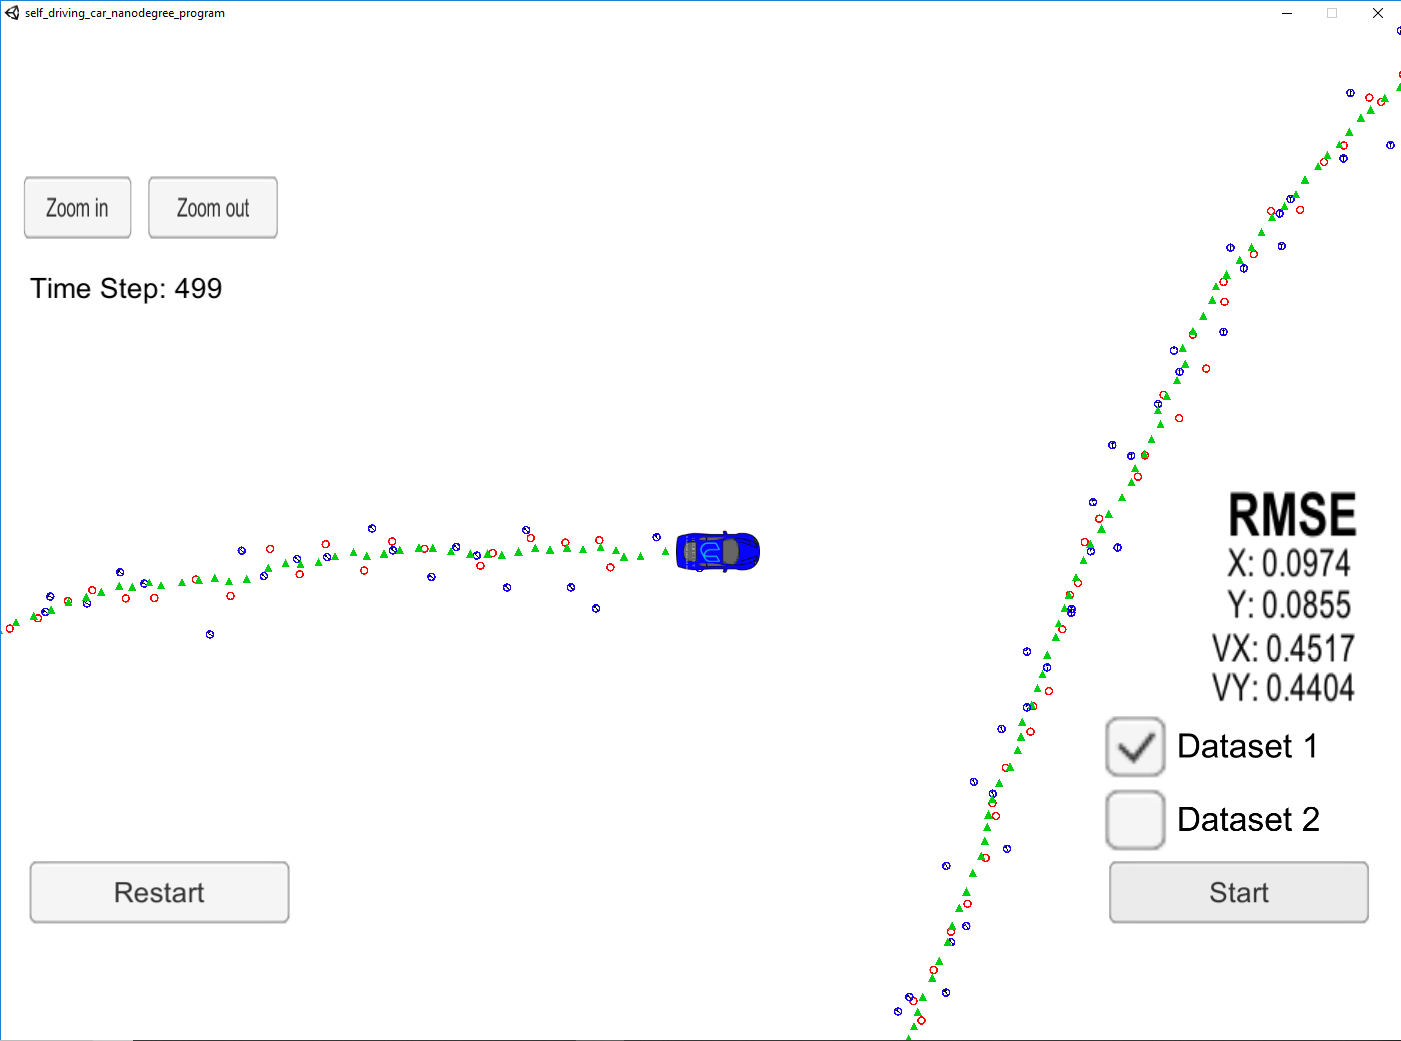 self_driving_car_nanodegree_program
Zoom in
Zoom out
Time Step: 499
RMSE
X: 0.0974
Y: 0.0855
VX: 0.4517
VY: 0.4404
Dataset 1
Dataset 2
Restart
Start